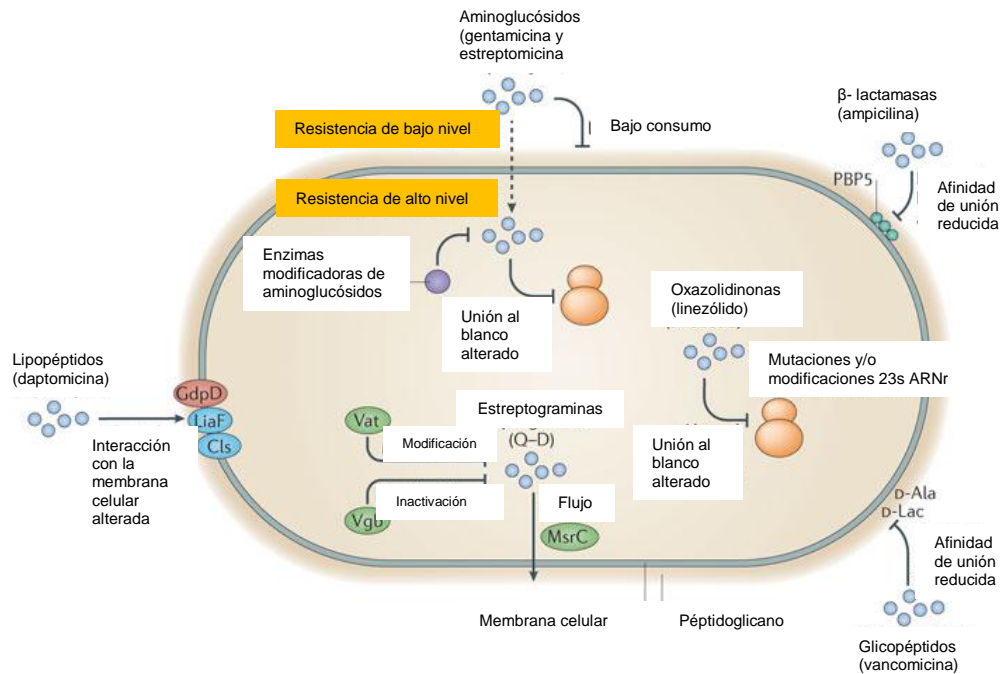 Aminoglucósidos
(gentamicina y
estreptomicina
Resistencia de bajo nivel
Bajo consumo
β- lactamasas
(ampicilina)
PBP5
Afinidad
de unión
reducida
Resistencia de alto nivel
Enzimas
modificadoras de
aminoglucósidos
Unión al
blanco
alterado
Oxazolidinonas
(linezólido)
Mutaciones y/o
modificaciones 23s ARNr
Unión al
blanco
alterado
Lipopéptidos
(daptomicina)
GdpD
LiaF
Cls
Interacción
con la
membrana
celular
alterada
Estreptograminas
(Q–D)
Vat
Modificación
Inactivación
Vgb
Flujo
MsrC
D-Ala
D-Lac
Afinidad
de unión
reducida
Membrana celular
Péptidoglicano
Glicopéptidos
(vancomicina)